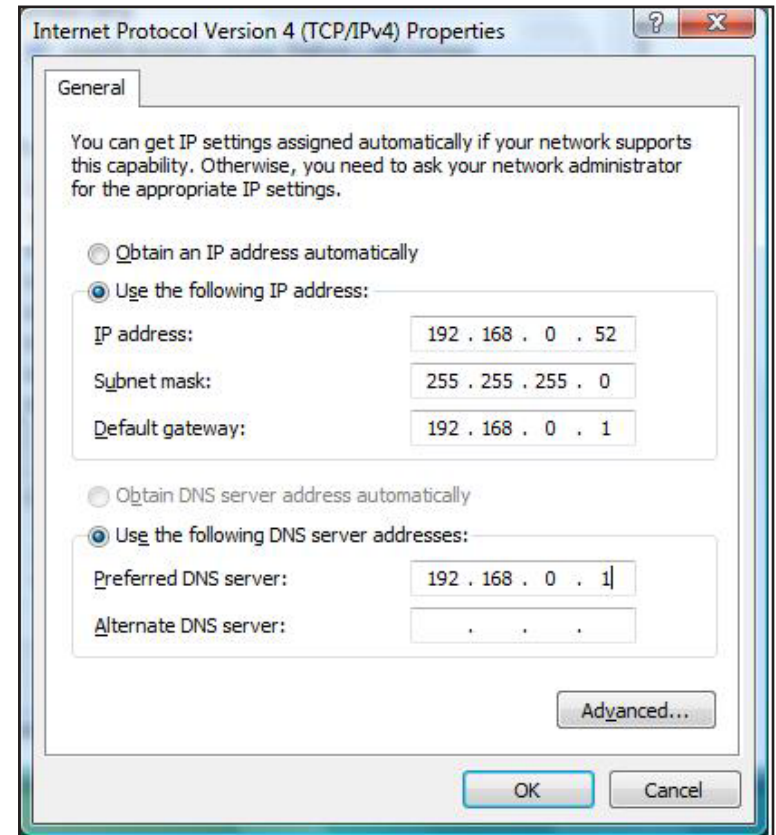 Internet Protocol Version 4 (TCP/IPv4) Properties
General
You can get IP settings assigned automatically if your network supports
this capability. Otherwise, you need to ask your network administrator
for the appropriate IP settings.
Obtain an IP address automatically
Use the following IP address:
IP address: 192 . 168 . 0 . 52
Subnet mask: 255 . 255 . 255 . 0
Default gateway: 192 . 168 . 0 . 1
Obtain DNS server address automatically
Use the following DNS server addresses:
Preferred DNS server: 192 . 168 . 0 . 1
Alternate DNS server: . . .
Advanced...
OK Cancel